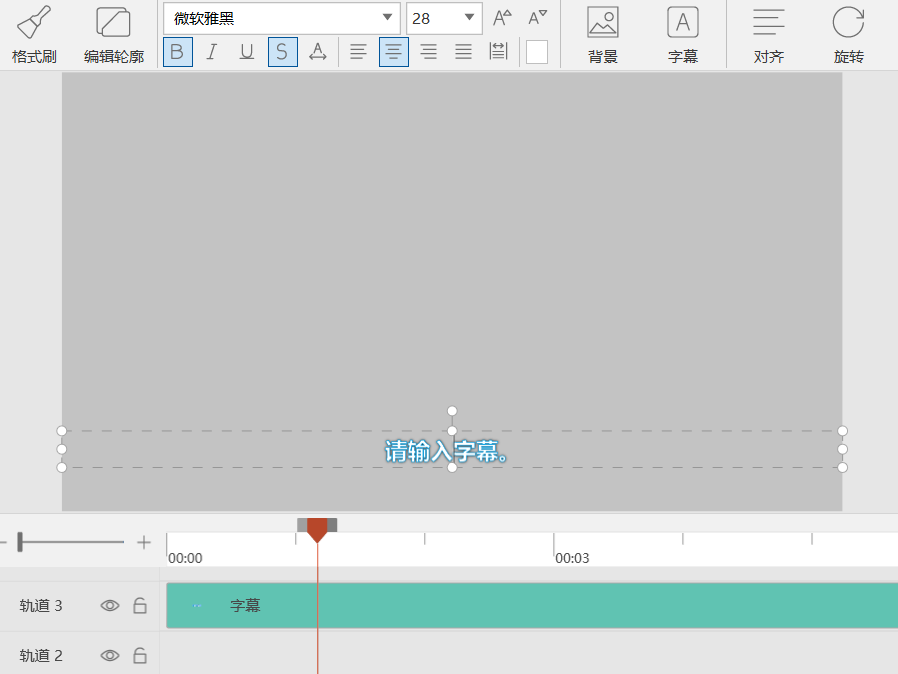 微软雅黑
28
格式刷
编辑轮廓
B I U S A
背景
字幕
对齐
旋转
请输入字幕。
00:00
00:03
轨道 3
字幕
轨道 2